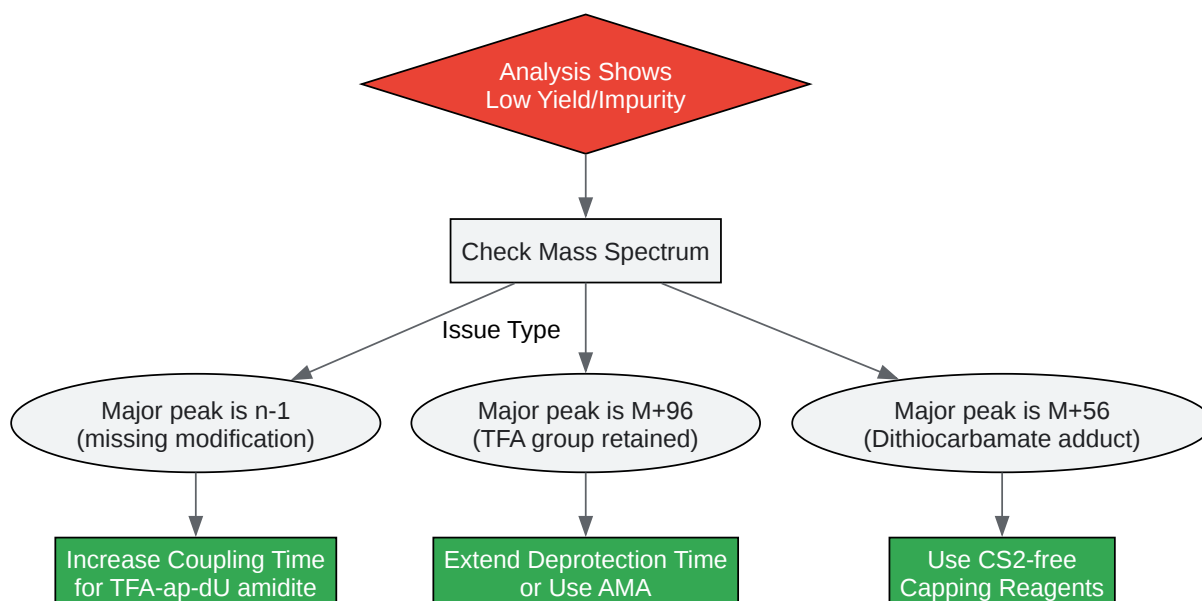 Analysis Shows
Low Yield/Impurity
Check Mass Spectrum
Issue Type
Major peak is n-1
(missing modification)
Major peak is M+96
(TFA group retained)
Major peak is M+56
(Dithiocarbamate adduct)
Increase Coupling Time
for TFA-ap-dU amidite
Extend Deprotection Time
or Use AMA
Use CS2-free
Capping Reagents